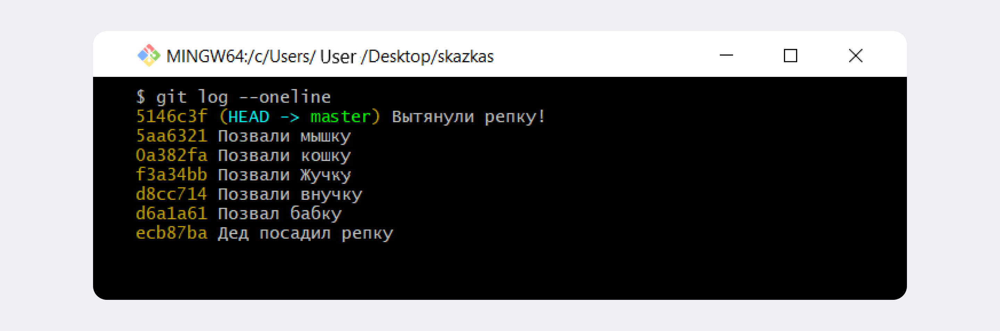 MINGW64:/c/Users/ User /Desktop/skazkas
$ git log --oneline
5146c3f (HEAD -> master) Вытянули репку!
5aa6321 Позвали мышку
0a382fa Позвали кошку
f3a34bb Позвали Жучку
d8cc714 Позвали внучку
d6a1a61 Позвал бабку
ecb87ba Дед посадил репку